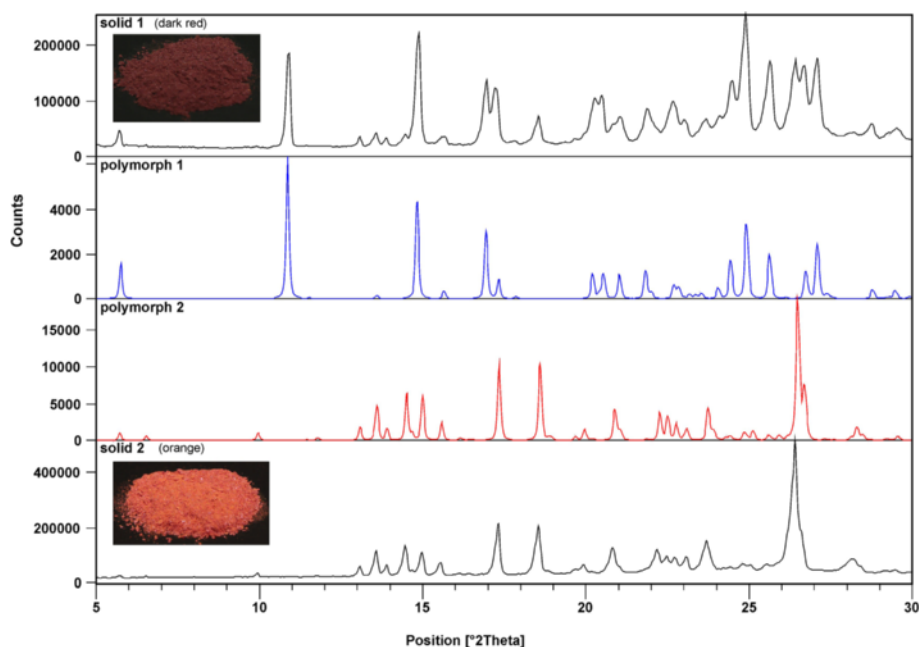 solid 1 (dark red)
200000
100000
0
polymorph 1
4000
2000
0
Counts
polymorph 2
15000
10000
5000
0
solid 2 (orange)
400000
200000
0
5 10 15 20 25 30
Position [°2Theta]